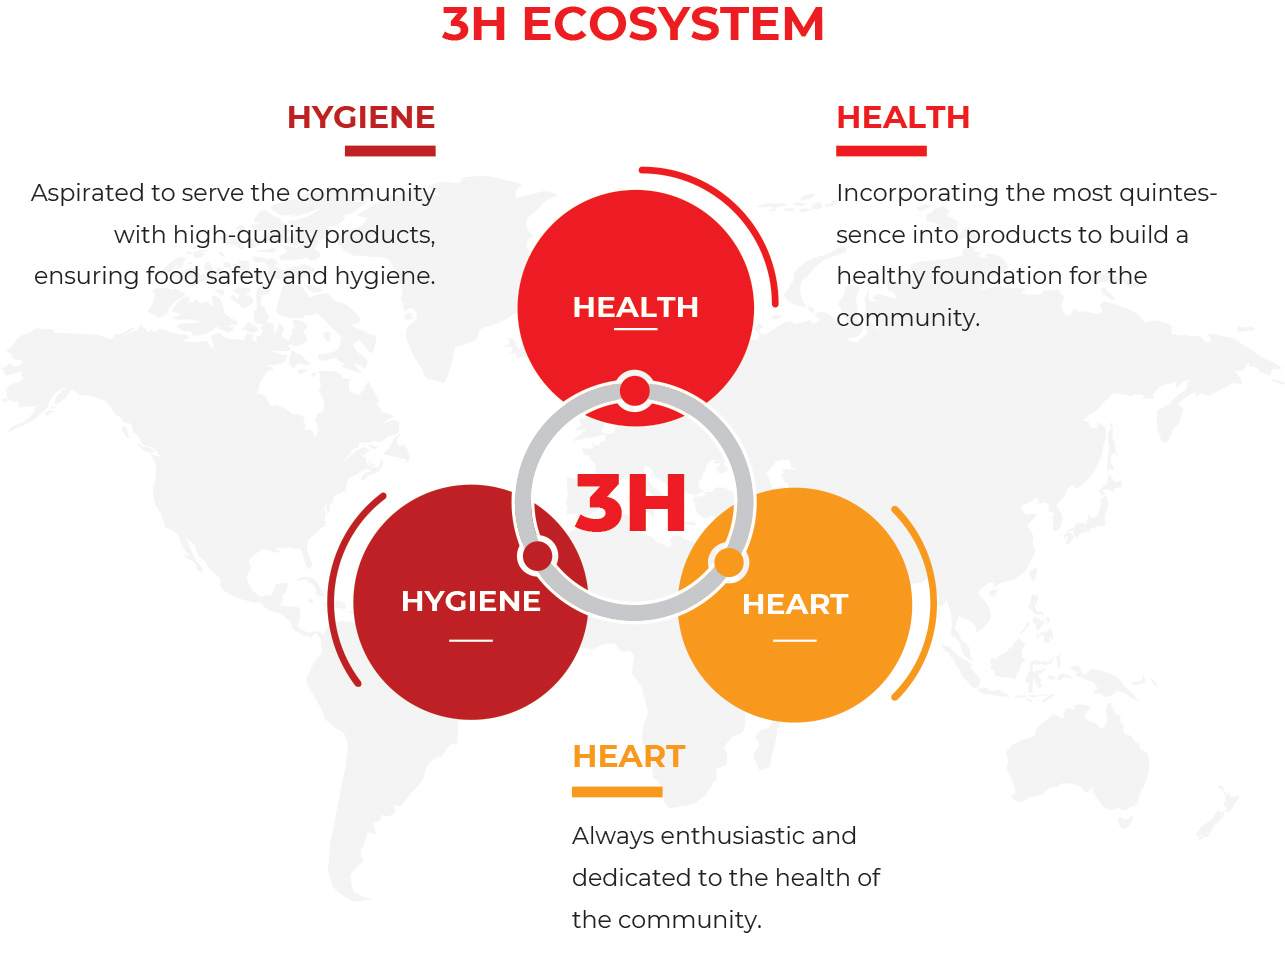 3H ECOSYSTEM
HYGIENE
Aspirated to serve the community
with high-quality products,
ensuring food safety and hygiene.
HEALTH
Incorporating the most quintes-
sence into products to build a
healthy foundation for the
community.
HEALTH
3H
HYGIENE
HEART
HEART
Always enthusiastic and
dedicated to the health of
the community.